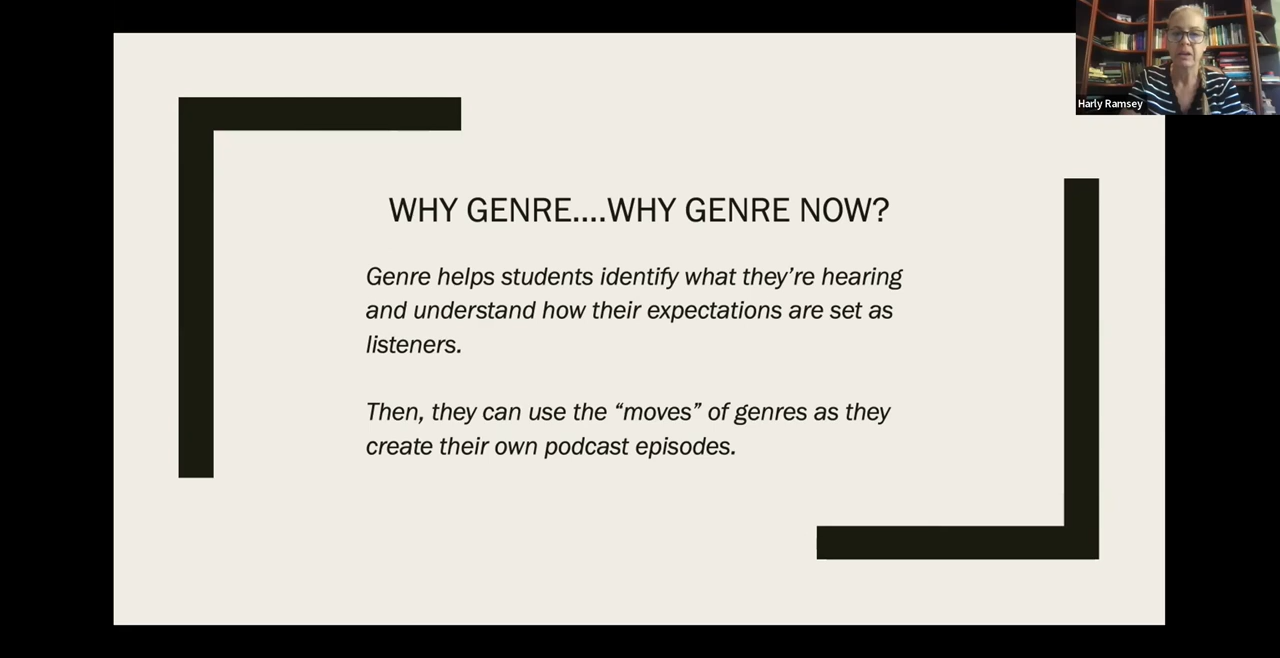 Harly Ramsey
WHY GENRE....WHY GENRE NOW?
Genre helps students identify what they’re hearing
and understand how their expectations are set as
listeners.
Then, they can use the “moves” of genres as they
create their own podcast episodes.